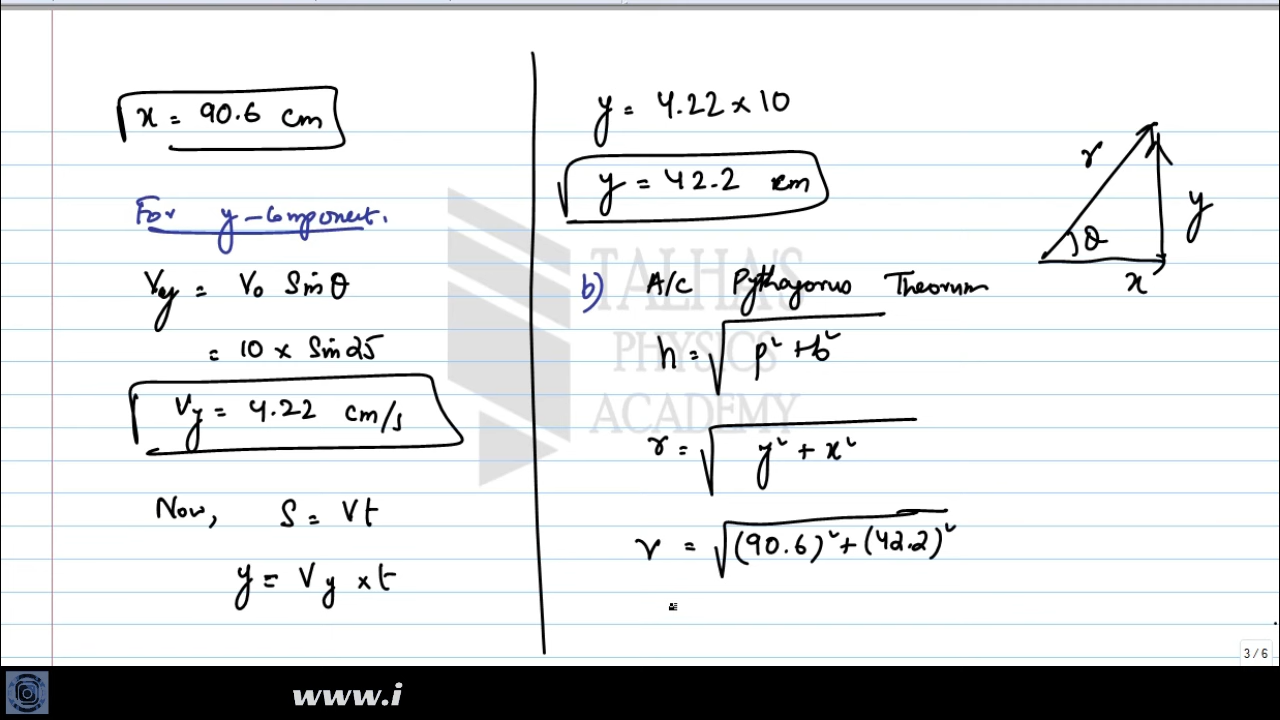 x = 90.6 cm
For y-Component.
Vy = V₀ Sinθ
= 10 × Sin25
Vy = 4.22 cm/s
Now, S = Vt
y = Vy × t
y = 4.22 × 10
y = 42.2 cm
b) A/C Pythagorus Theorum
h = √p² + b²
r = √y² + x²
r = √(90.6)² + (42.2)²
=
r
y
θ
x
TALHA'S
PHYSICS
ACADEMY
3 / 6
www.i